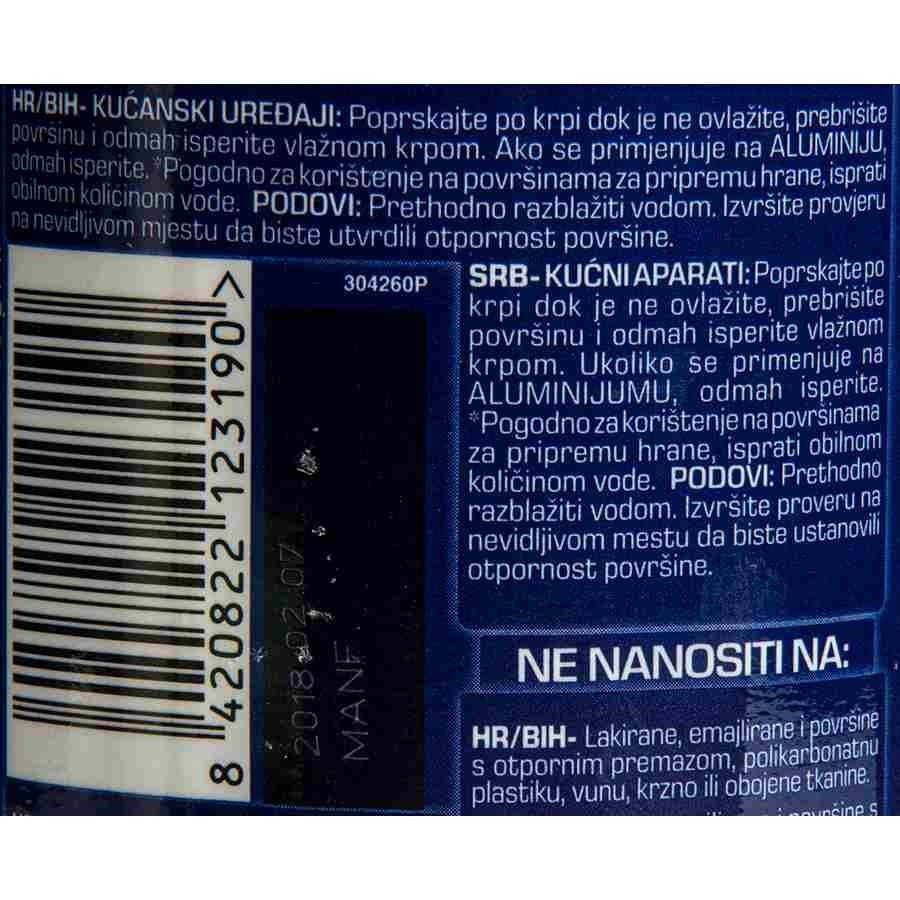 HR/BIH- KUĆANSKI UREĐAJI: Poprskajte po krpi dok je ne ovlažite, prebrišite
površinu i odmah isperite vlažnom krpom. Ako se primjenjuje na ALUMINIJU,
odmah isperite. *Pogodno za korištenje na površinama za pripremu hrane, isprati
obilnom količinom vode. PODOVI: Prethodno razblažiti vodom. Izvršite provjeru
na nevidljivom mjestu da biste utvrdili otpornost površine.
304260P
8 420822 123190 >
2018.02.07
MANF
SRB- KUĆNI APARATI: Poprskajte po
krpi dok je ne ovlažite, prebrišite
površinu i odmah isperite vlažnom
krpom. Ukoliko se primenjuje na
ALUMINIJUMU, odmah isperite.
*Pogodno za korištenje na površinama
za pripremu hrane, isprati obilnom
količinom vode. PODOVI: Prethodno
razblažiti vodom. Izvršite proveru na
nevidljivom mestu da biste ustanovili
otpornost površine.
NE NANOSITI NA:
HR/BIH- Lakirane, emajlirane i površine
s otpornim premazom, polikarbonatnu
plastiku, vunu, krzno ili obojene tkanine.
površine s